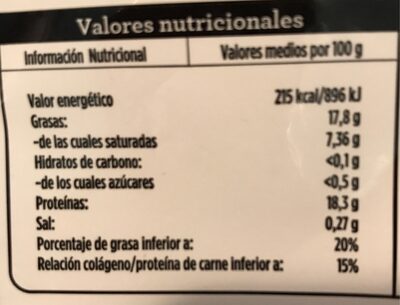 Valores nutricionales
Información Nutricional Valores medios por 100 g
Valor energético 215 kcal/896 kJ
Grasas: 17,8 g
-de las cuales saturadas 7,36 g
Hidratos de carbono: <0,1 g
-de los cuales azúcares <0,5 g
Proteínas: 18,3 g
Sal: 0,27 g
Porcentaje de grasa inferior a: 20%
Relación colágeno/proteína de carne inferior a: 15%